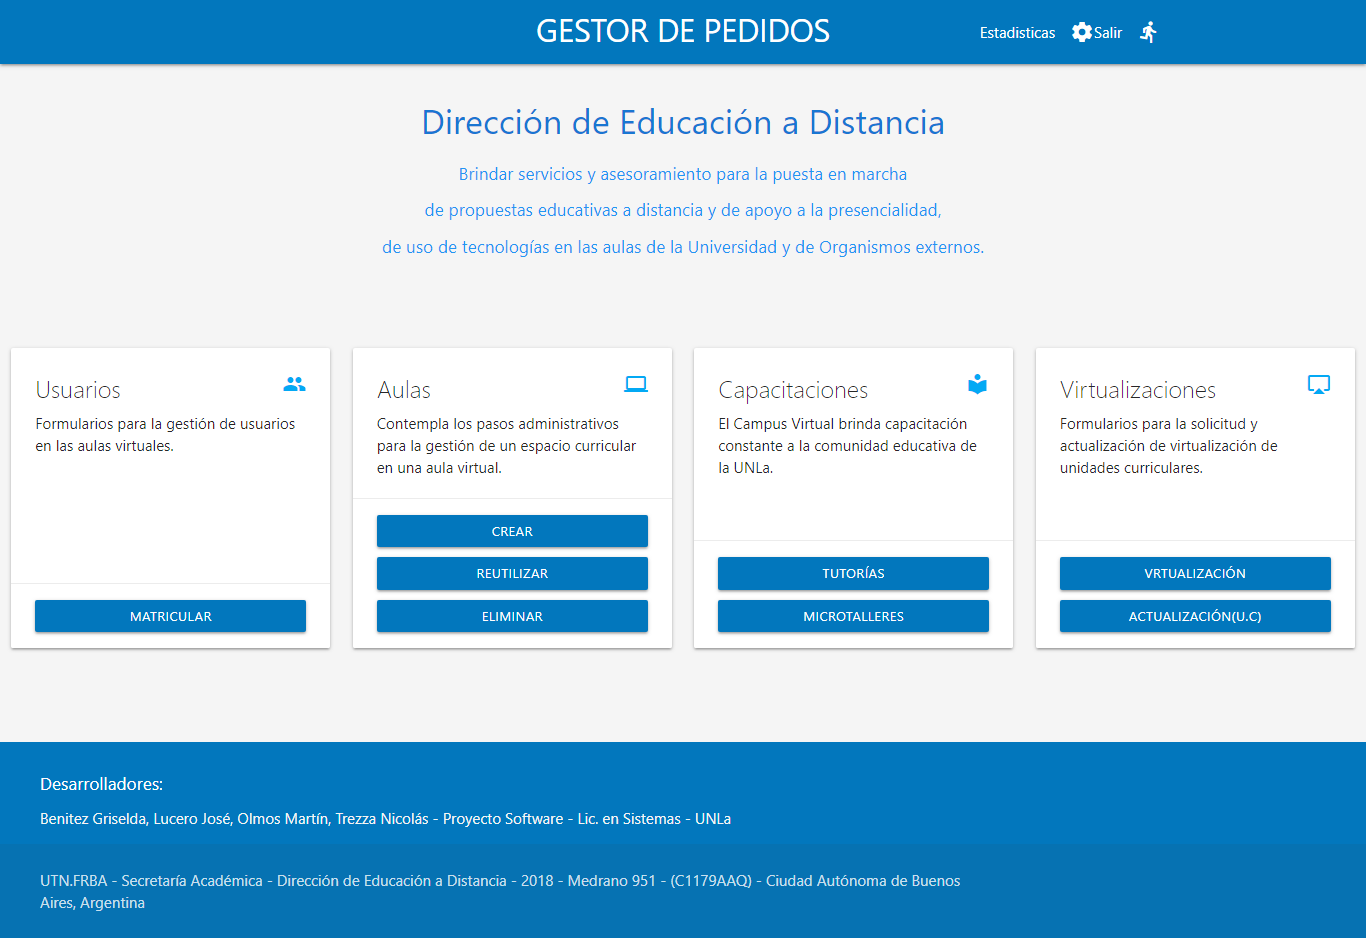 GESTOR DE PEDIDOS
Estadisticas
Salir
Dirección de Educación a Distancia
Brindar servicios y asesoramiento para la puesta en marcha
de propuestas educativas a distancia y de apoyo a la presencialidad,
de uso de tecnologías en las aulas de la Universidad y de Organismos externos.
Usuarios
Formularios para la gestión de usuarios
en las aulas virtuales.
MATRICULAR
Aulas
Contempla los pasos administrativos
para la gestión de un espacio curricular
en una aula virtual.
CREAR
REUTILIZAR
ELIMINAR
Capacitaciones
El Campus Virtual brinda capacitación
constante a la comunidad educativa de
la UNLa.
TUTORÍAS
MICROTALLERES
Virtualizaciones
Formularios para la solicitud y
actualización de virtualización de
unidades curriculares.
VRTUALIZACIÓN
ACTUALIZACIÓN(U.C)
Desarrolladores:
Benitez Griselda, Lucero José, Olmos Martín, Trezza Nicolás - Proyecto Software - Lic. en Sistemas - UNLa
UTN.FRBA - Secretaría Académica - Dirección de Educación a Distancia - 2018 - Medrano 951 - (C1179AAQ) - Ciudad Autónoma de Buenos
Aires, Argentina